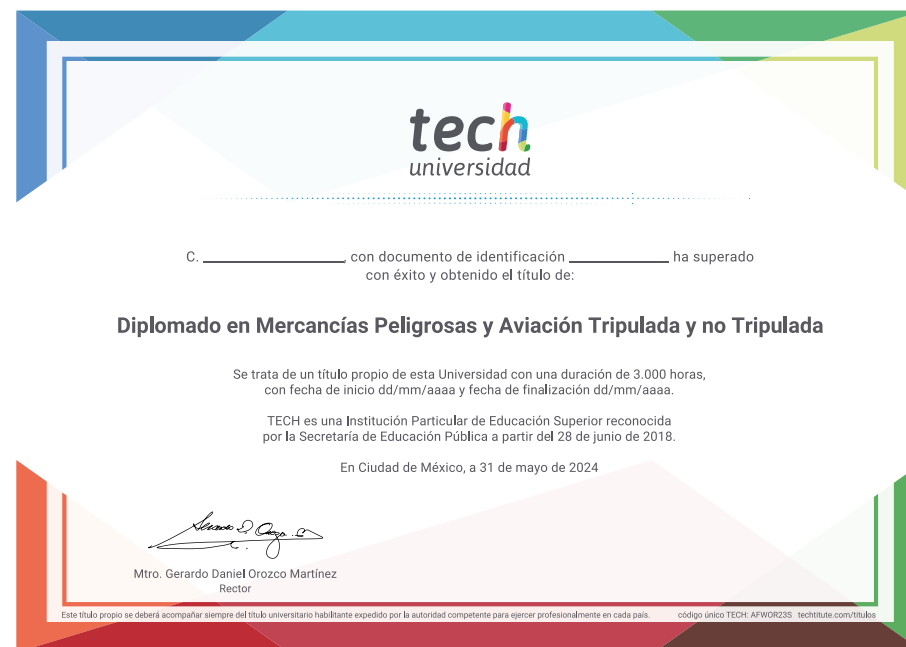 tech
universidad
C. ____________, con documento de identificación ____________ ha superado
con éxito y obtenido el título de:
Diplomado en Mercancías Peligrosas y Aviación Tripulada y no Tripulada
Se trata de un título propio de esta Universidad con una duración de 3.000 horas,
con fecha de inicio dd/mm/aaaa y fecha de finalización dd/mm/aaaa.
TECH es una Institución Particular de Educación Superior reconocida
por la Secretaría de Educación Pública a partir del 28 de junio de 2018.
En Ciudad de México, a 31 de mayo de 2024
Mtro. Gerardo Daniel Orozco Martínez
Rector
Este título propio se deberá acompañar siempre del título universitario habilitante expedido por la autoridad competente para ejercer profesionalmente en cada país. código único TECH: AFWOR23S techtitute.com/titulos